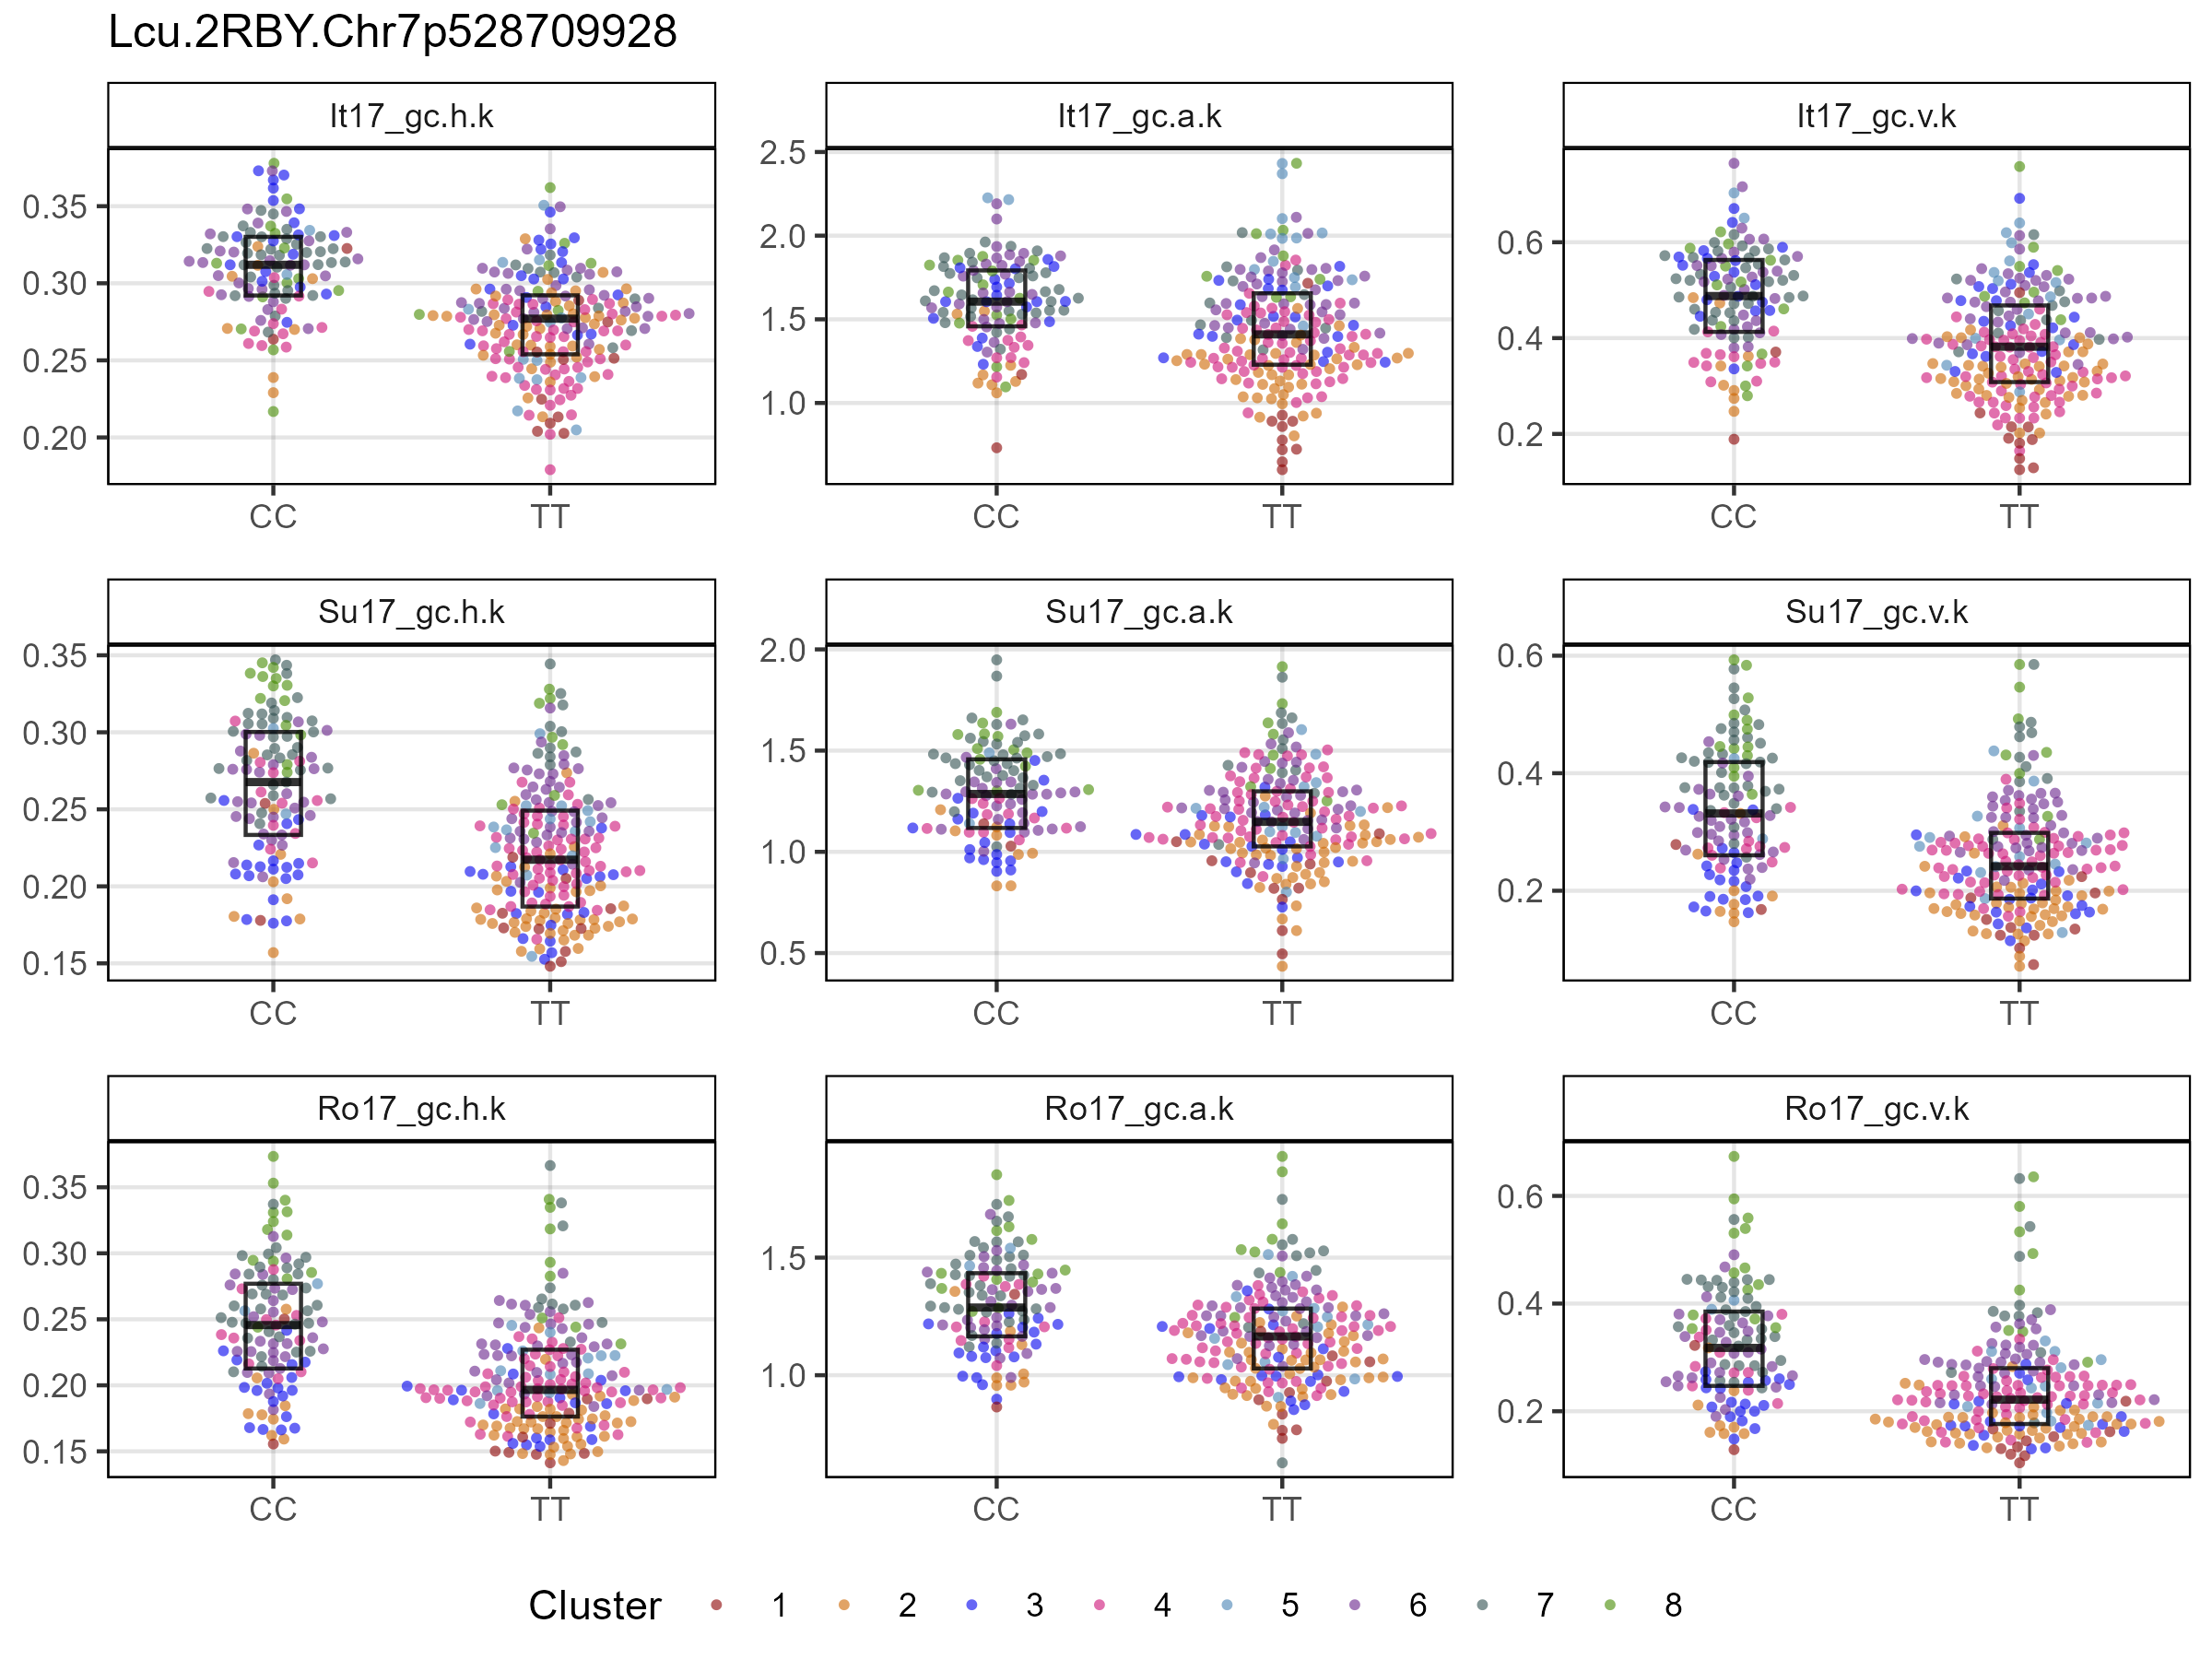 Lcu.2RBY.Chr7p528709928
It17_gc.h.k It17_gc.a.k It17_gc.v.k
0.35 0.30 0.25 0.20
2.5 2.0 1.5 1.0
0.6 0.4 0.2
CC TT CC TT CC TT
Su17_gc.h.k Su17_gc.a.k Su17_gc.v.k
0.35 0.30 0.25 0.20 0.15
2.0 1.5 1.0 0.5
0.6 0.4 0.2
CC TT CC TT CC TT
Ro17_gc.h.k Ro17_gc.a.k Ro17_gc.v.k
0.35 0.30 0.25 0.20 0.15
1.5 1.0
0.6 0.4 0.2
CC TT CC TT CC TT
Cluster 1 2 3 4 5 6 7 8